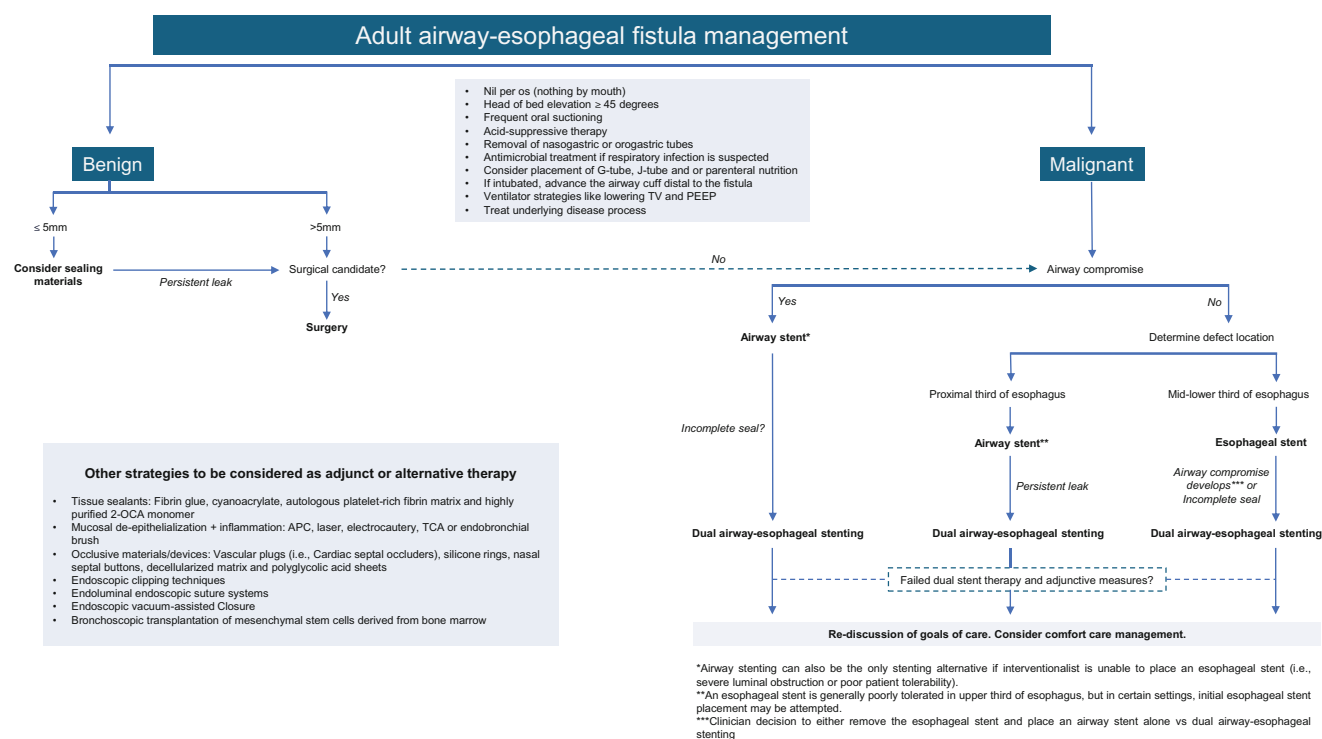 Adult airway-esophageal fistula management
• Nil per os (nothing by mouth)
• Head of bed elevation ≥ 45 degrees
• Frequent oral suctioning
• Acid-suppressive therapy
• Removal of nasogastric or orogastric tubes
• Antimicrobial treatment if respiratory infection is suspected
• Consider placement of G-tube, J-tube and or parenteral nutrition
• If intubated, advance the airway cuff distal to the fistula
• Ventilator strategies like lowering TV and PEEP
• Treat underlying disease process
Benign
Malignant
≤ 5mm
>5mm
Consider sealing
materials
Persistent leak
Surgical candidate?
No
Airway compromise
Yes
Surgery
Yes
No
Airway stent*
Determine defect location
Proximal third of esophagus
Mid-lower third of esophagus
Incomplete seal?
Airway stent**
Esophageal stent
Persistent leak
Airway compromise
develops*** or
Incomplete seal
Dual airway-esophageal stenting
Dual airway-esophageal stenting
Dual airway-esophageal stenting
Failed dual stent therapy and adjunctive measures?
Re-discussion of goals of care. Consider comfort care management.
Other strategies to be considered as adjunct or alternative therapy
• Tissue sealants: Fibrin glue, cyanoacrylate, autologous platelet-rich fibrin matrix and highly
purified 2-OCA monomer
• Mucosal de-epithelialization + inflammation: APC, laser, electrocautery, TCA or endobronchial
brush
• Occlusive materials/devices: Vascular plugs (i.e., Cardiac septal occluders), silicone rings, nasal
septal buttons, decellularized matrix and polyglycolic acid sheets
• Endoscopic clipping techniques
• Endoluminal endoscopic suture systems
• Endoscopic vacuum-assisted Closure
• Bronchoscopic transplantation of mesenchymal stem cells derived from bone marrow
*Airway stenting can also be the only stenting alternative if interventionalist is unable to place an esophageal stent (i.e.,
severe luminal obstruction or poor patient tolerability).
**An esophageal stent is generally poorly tolerated in upper third of esophagus, but in certain settings, initial esophageal stent
placement may be attempted.
***Clinician decision to either remove the esophageal stent and place an airway stent alone vs dual airway-esophageal
stenting